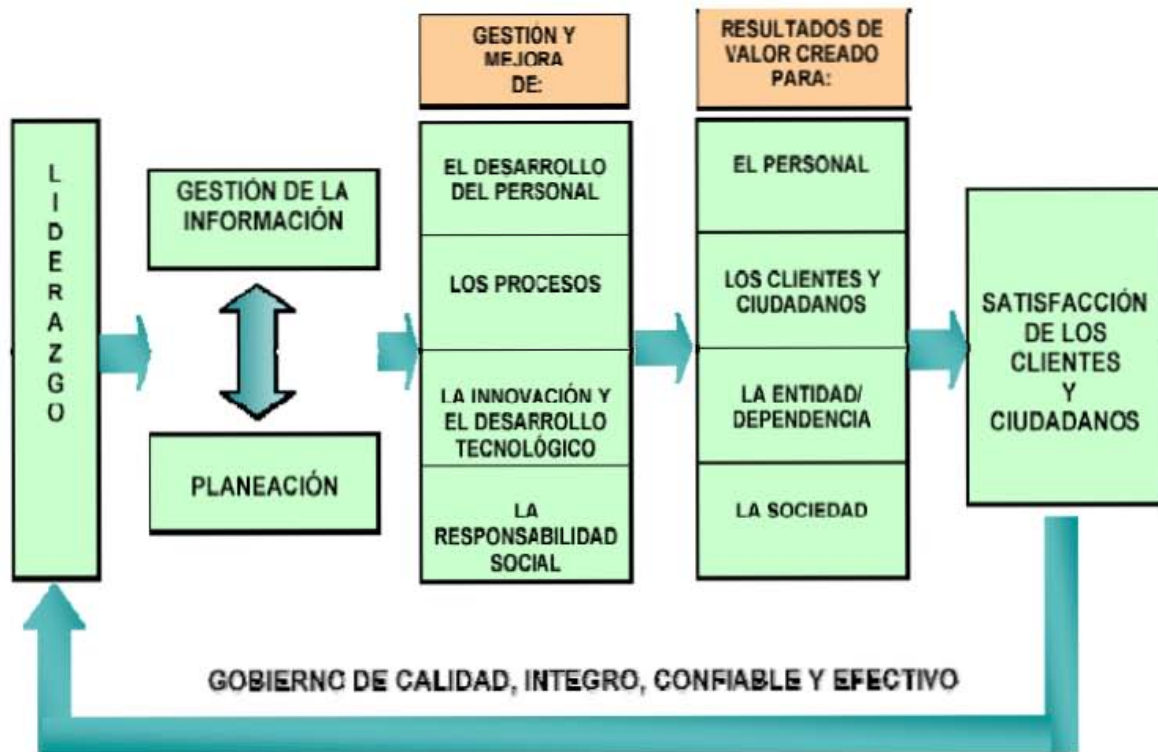 GESTIÓN Y
MEJORA
DE:
RESULTADOS DE
VALOR CREADO
PARA:
LIDERAZGO
GESTIÓN DE LA
INFORMACIÓN
PLANEACIÓN
EL DESARROLLO
DEL PERSONAL
LOS PROCESOS
LA INNOVACIÓN Y
EL DESARROLLO
TECNOLÓGICO
LA
RESPONSABILIDAD
SOCIAL
EL PERSONAL
LOS CLIENTES Y
CIUDADANOS
LA ENTIDAD/
DEPENDENCIA
LA SOCIEDAD
SATISFACCIÓN
DE LOS
CLIENTES
Y
CIUDADANOS
GOBIERNO DE CALIDAD, INTEGRO, CONFIABLE Y EFECTIVO